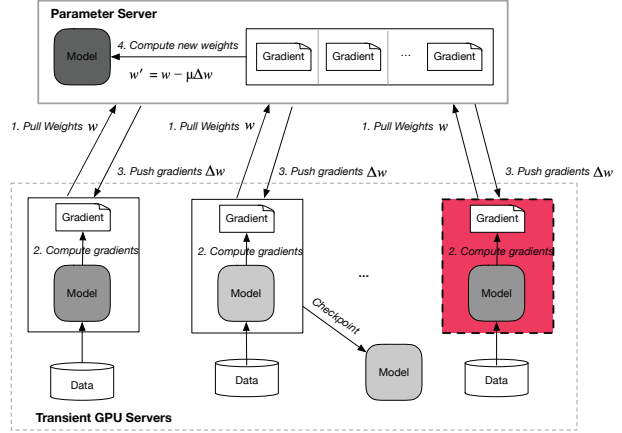 Parameter Server
Model
4. Compute new weights
w′ = w − μΔw
Gradient
Gradient
...
Gradient
1. Pull Weights w
3. Push gradients Δw
1. Pull Weights w
3. Push gradients Δw
1. Pull Weights w
3. Push gradients Δw
Gradient
2. Compute gradients
Model
Data
Gradient
2. Compute gradients
Model
Data
...
Checkpoint
Model
Gradient
2. Compute gradients
Model
Data
Transient GPU Servers